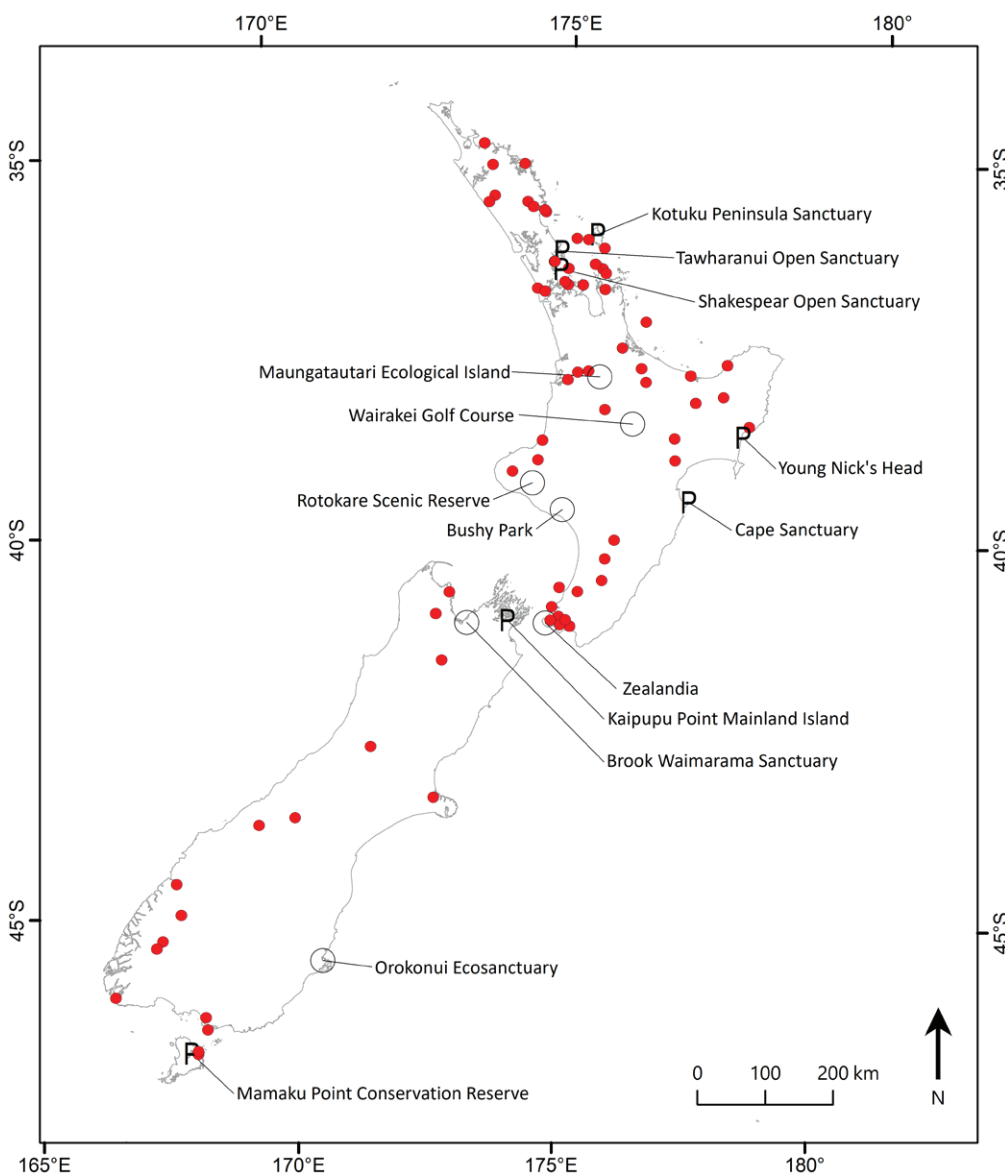 170°E 175°E 180°
35°S 35°S
P Kotuku Peninsula Sanctuary
P Tawharanui Open Sanctuary
P Shakespear Open Sanctuary
Maungatautari Ecological Island
Wairakei Golf Course
P
Young Nick's Head
Rotokare Scenic Reserve
P
Bushy Park
Cape Sanctuary
40°S 40°S
P
Zealandia
Kaipupu Point Mainland Island
Brook Waimarama Sanctuary
45°S 45°S
Orokonui Ecosanctuary
P
Mamaku Point Conservation Reserve
0 100 200 km
N
165°E 170°E 175°E 180°